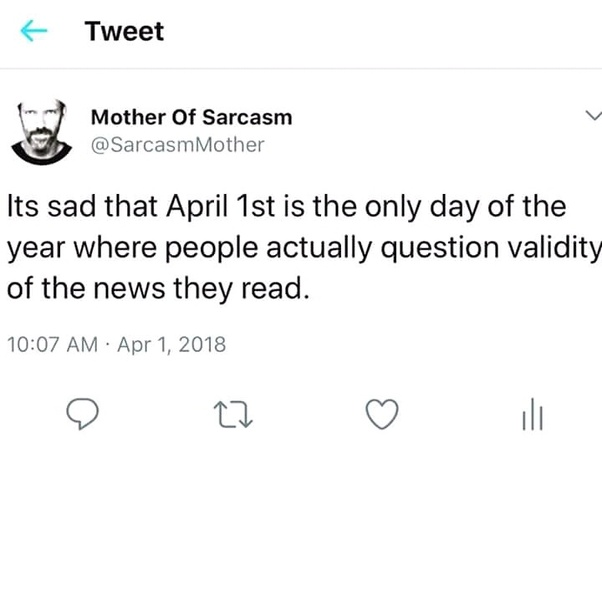 Tweet
Mother Of Sarcasm
@SarcasmMother
Its sad that April 1st is the only day of the
year where people actually question validity
of the news they read.
10:07 AM · Apr 1, 2018